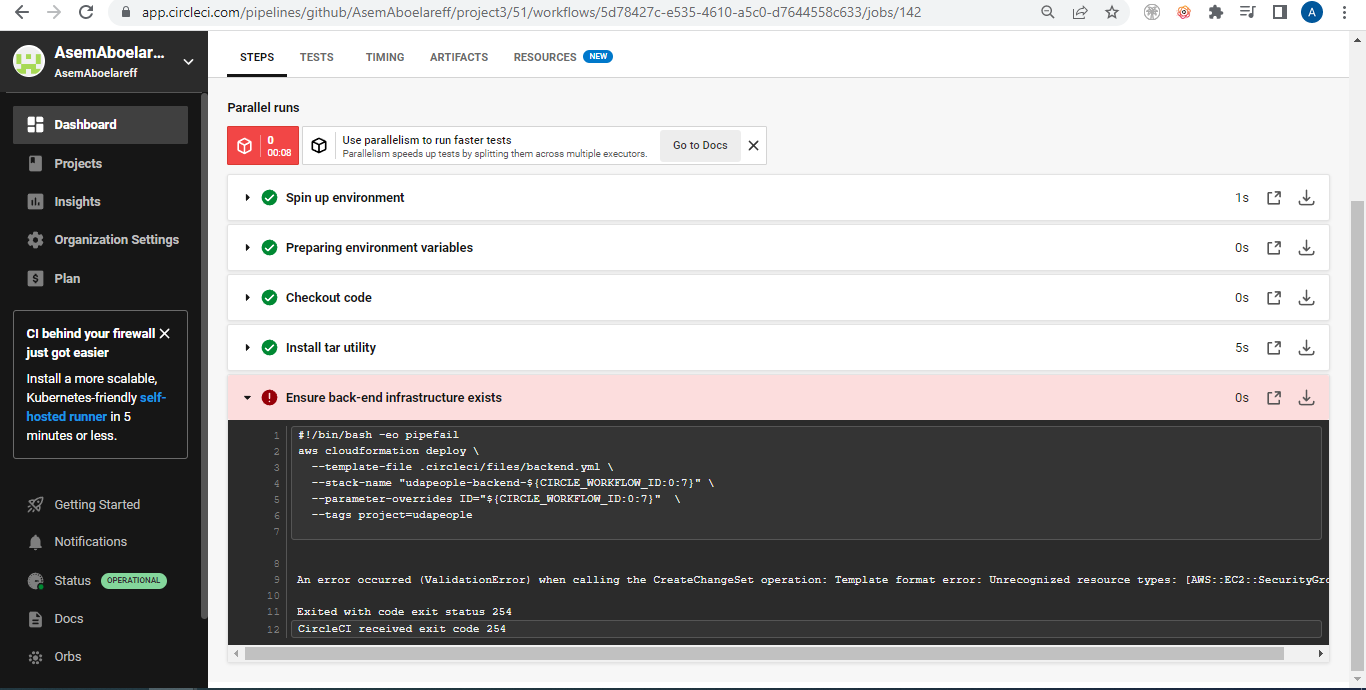 app.circleci.com/pipelines/github/AsemAboelareff/project3/51/workflows/5d78427c-e535-4610-a5c0-d7644558c633/jobs/142
A
AsemAboelar...
AsemAboelareff
Dashboard
Projects
Insights
Organization Settings
Plan
CI behind your firewall
just got easier
Install a more scalable,
Kubernetes-friendly self-
hosted runner in 5
minutes or less.
Getting Started
Notifications
Status OPERATIONAL
Docs
Orbs
STEPS TESTS TIMING ARTIFACTS RESOURCES NEW
Parallel runs
0
00:08
Use parallelism to run faster tests
Parallelism speeds up tests by splitting them across multiple executors.
Go to Docs
Spin up environment 1s
Preparing environment variables 0s
Checkout code 0s
Install tar utility 5s
Ensure back-end infrastructure exists 0s
1 #!/bin/bash -eo pipefail
2 aws cloudformation deploy \
3 --template-file .circleci/files/backend.yml \
4 --stack-name "udapeople-backend-${CIRCLE_WORKFLOW_ID:0:7}" \
5 --parameter-overrides ID="${CIRCLE_WORKFLOW_ID:0:7}" \
6 --tags project=udapeople
7
8
9 An error occurred (ValidationError) when calling the CreateChangeSet operation: Template format error: Unrecognized resource types: [AWS::EC2::SecurityGro
10
11 Exited with code exit status 254
12 CircleCI received exit code 254